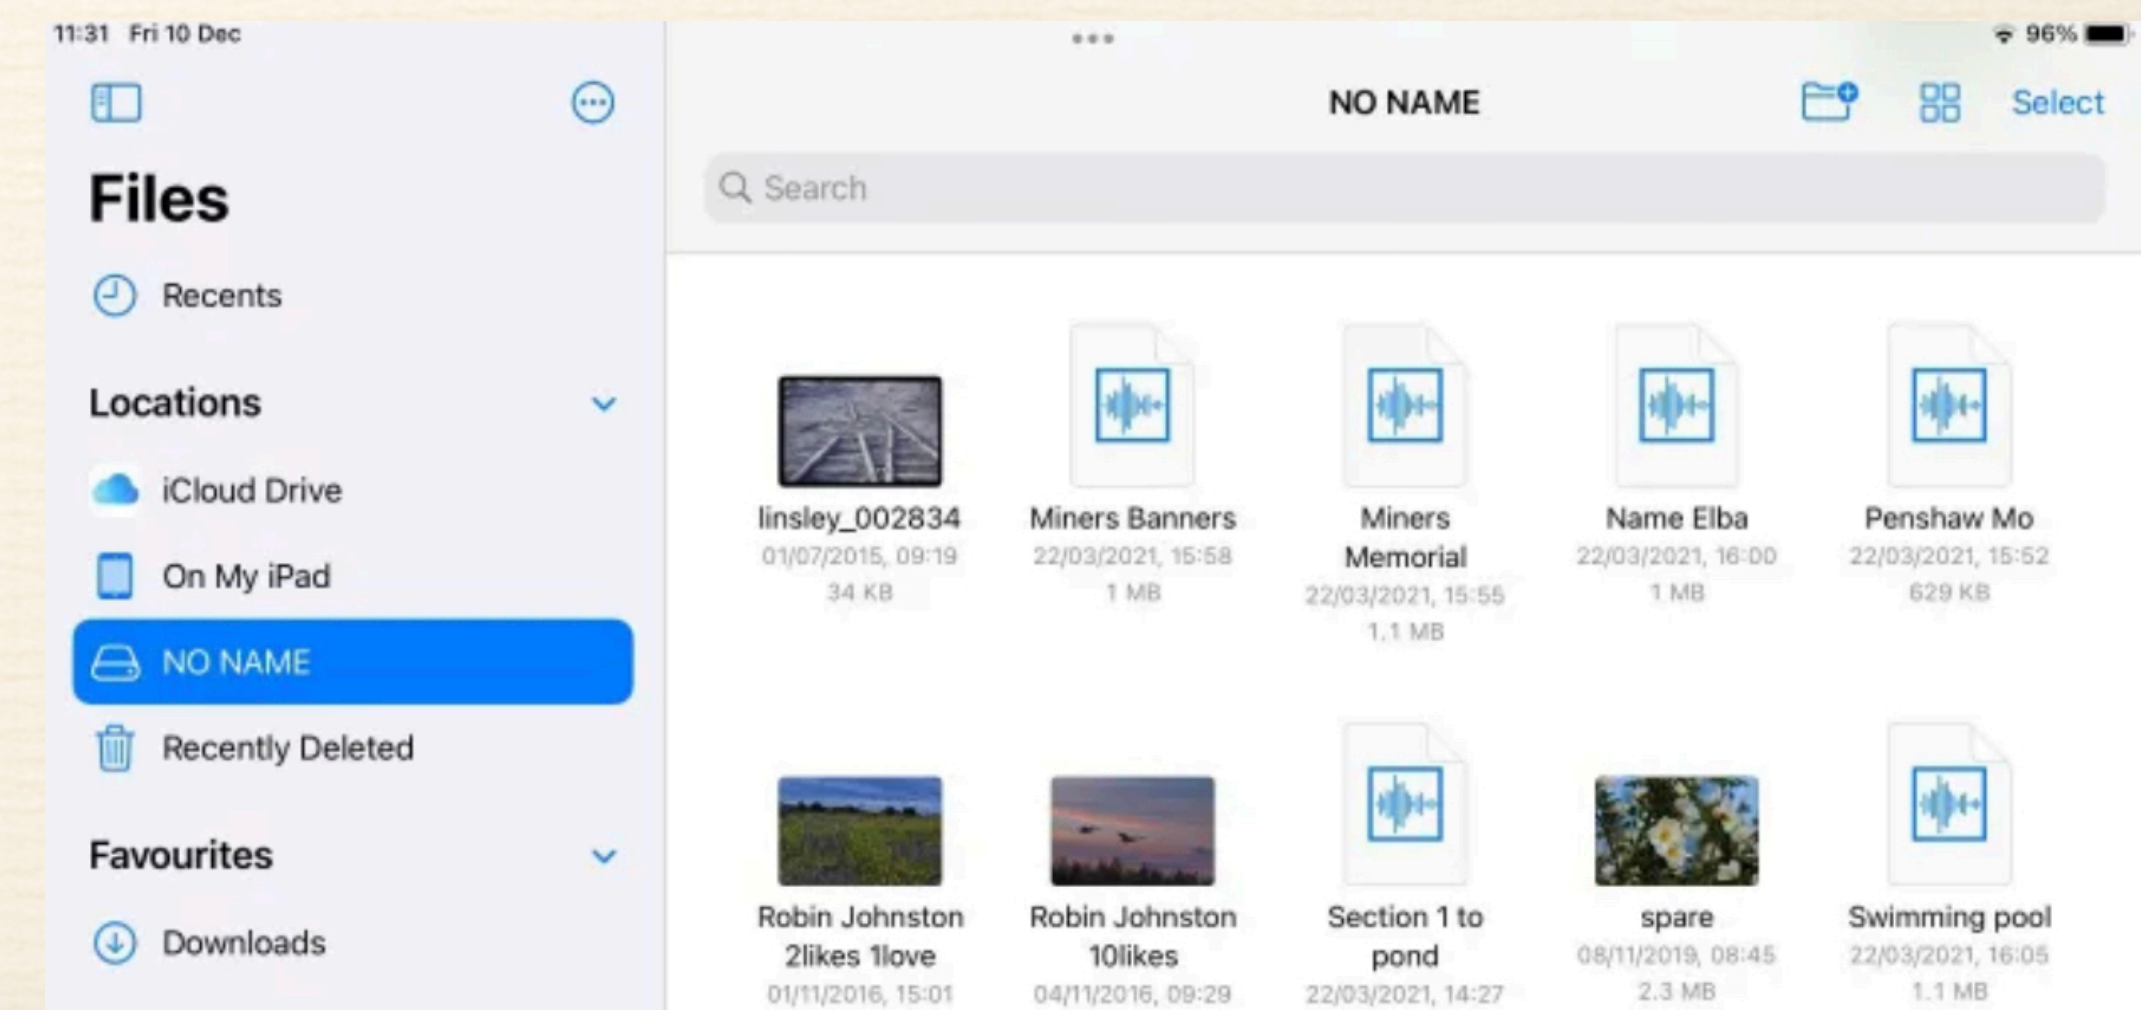 11:31 Fri 10 Dec
96%
Files
Recents
Locations
iCloud Drive
On My iPad
NO NAME
Recently Deleted
Favourites
Downloads
NO NAME
Select
Search
linsley_002834
01/07/2015, 09:19
34 KB
Miners Banners
22/03/2021, 15:58
1 MB
Miners
Memorial
22/03/2021, 15:55
1.1 MB
Name Elba
22/03/2021, 16:00
1 MB
Penshaw Mo
22/03/2021, 15:52
629 KB
Robin Johnston
2likes 1love
01/11/2016, 15:01
Robin Johnston
10likes
04/11/2016, 09:29
Section 1 to
pond
22/03/2021, 14:27
spare
08/11/2019, 08:45
2.3 MB
Swimming pool
22/03/2021, 16:05
1.1 MB